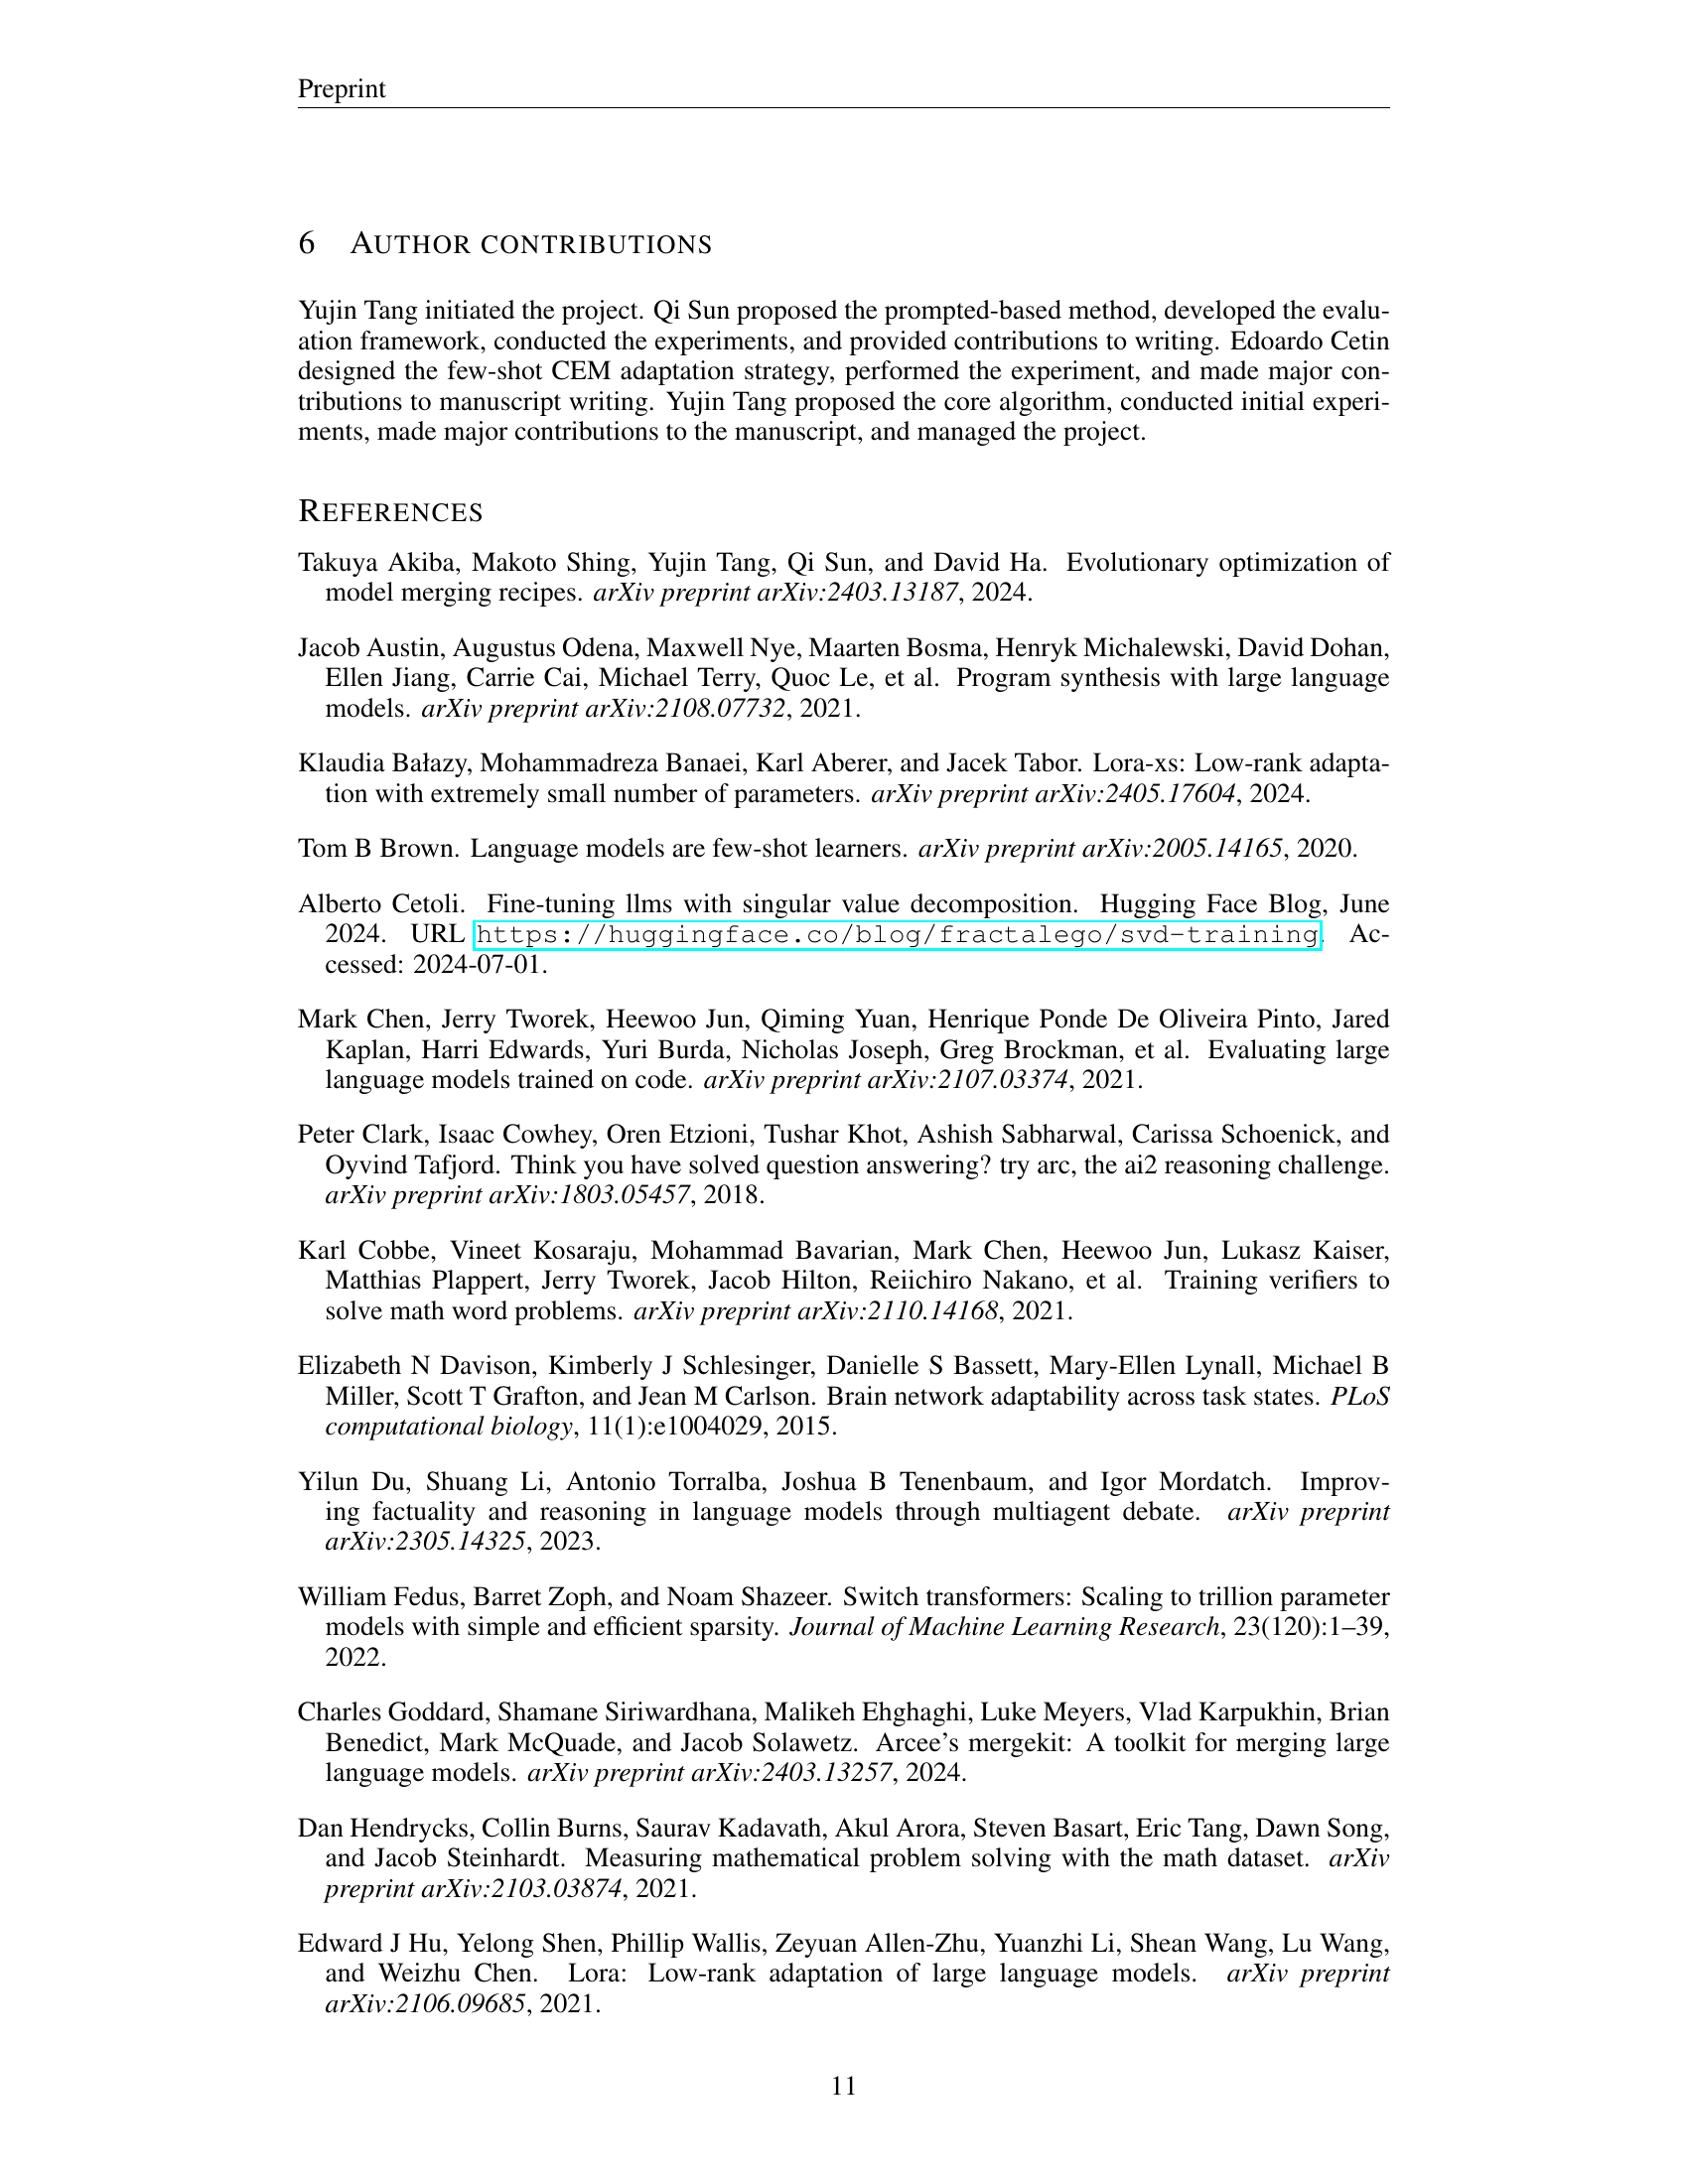 Preprint
6 AUTHOR CONTRIBUTIONS
Yujin Tang initiated the project. Qi Sun proposed the prompted-based method, developed the evalu-
ation framework, conducted the experiments, and provided contributions to writing. Edoardo Cetin
designed the few-shot CEM adaptation strategy, performed the experiment, and made major con-
tributions to manuscript writing. Yujin Tang proposed the core algorithm, conducted initial experi-
ments, made major contributions to the manuscript, and managed the project.
REFERENCES
Takuya Akiba, Makoto Shing, Yujin Tang, Qi Sun, and David Ha. Evolutionary optimization of
model merging recipes. arXiv preprint arXiv:2403.13187, 2024.
Jacob Austin, Augustus Odena, Maxwell Nye, Maarten Bosma, Henryk Michalewski, David Dohan,
Ellen Jiang, Carrie Cai, Michael Terry, Quoc Le, et al. Program synthesis with large language
models. arXiv preprint arXiv:2108.07732, 2021.
Klaudia Bałazy, Mohammadreza Banaei, Karl Aberer, and Jacek Tabor. Lora-xs: Low-rank adapta-
tion with extremely small number of parameters. arXiv preprint arXiv:2405.17604, 2024.
Tom B Brown. Language models are few-shot learners. arXiv preprint arXiv:2005.14165, 2020.
Alberto Cetoli. Fine-tuning llms with singular value decomposition. Hugging Face Blog, June
2024. URL https://huggingface.co/blog/fractalego/svd-training. Ac-
cessed: 2024-07-01.
Mark Chen, Jerry Tworek, Heewoo Jun, Qiming Yuan, Henrique Ponde De Oliveira Pinto, Jared
Kaplan, Harri Edwards, Yuri Burda, Nicholas Joseph, Greg Brockman, et al. Evaluating large
language models trained on code. arXiv preprint arXiv:2107.03374, 2021.
Peter Clark, Isaac Cowhey, Oren Etzioni, Tushar Khot, Ashish Sabharwal, Carissa Schoenick, and
Oyvind Tafjord. Think you have solved question answering? try arc, the ai2 reasoning challenge.
arXiv preprint arXiv:1803.05457, 2018.
Karl Cobbe, Vineet Kosaraju, Mohammad Bavarian, Mark Chen, Heewoo Jun, Lukasz Kaiser,
Matthias Plappert, Jerry Tworek, Jacob Hilton, Reiichiro Nakano, et al. Training verifiers to
solve math word problems. arXiv preprint arXiv:2110.14168, 2021.
Elizabeth N Davison, Kimberly J Schlesinger, Danielle S Bassett, Mary-Ellen Lynall, Michael B
Miller, Scott T Grafton, and Jean M Carlson. Brain network adaptability across task states. PLoS
computational biology, 11(1):e1004029, 2015.
Yilun Du, Shuang Li, Antonio Torralba, Joshua B Tenenbaum, and Igor Mordatch. Improv-
ing factuality and reasoning in language models through multiagent debate. arXiv preprint
arXiv:2305.14325, 2023.
William Fedus, Barret Zoph, and Noam Shazeer. Switch transformers: Scaling to trillion parameter
models with simple and efficient sparsity. Journal of Machine Learning Research, 23(120):1–39,
2022.
Charles Goddard, Shamane Siriwardhana, Malikeh Ehghaghi, Luke Meyers, Vlad Karpukhin, Brian
Benedict, Mark McQuade, and Jacob Solawetz. Arcee's mergekit: A toolkit for merging large
language models. arXiv preprint arXiv:2403.13257, 2024.
Dan Hendrycks, Collin Burns, Saurav Kadavath, Akul Arora, Steven Basart, Eric Tang, Dawn Song,
and Jacob Steinhardt. Measuring mathematical problem solving with the math dataset. arXiv
preprint arXiv:2103.03874, 2021.
Edward J Hu, Yelong Shen, Phillip Wallis, Zeyuan Allen-Zhu, Yuanzhi Li, Shean Wang, Lu Wang,
and Weizhu Chen. Lora: Low-rank adaptation of large language models. arXiv preprint
arXiv:2106.09685, 2021.
11